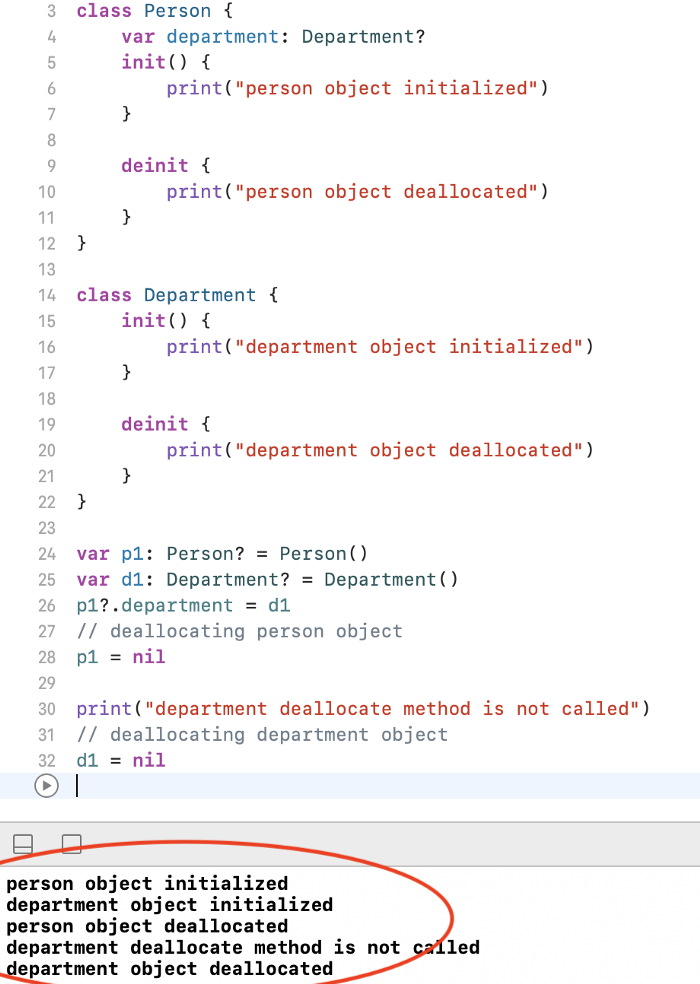 3 class Person {
4     var department: Department?
5     init() {
6         print("person object initialized")
7     }
8
9     deinit {
10         print("person object deallocated")
11     }
12 }
13
14 class Department {
15     init() {
16         print("department object initialized")
17     }
18
19     deinit {
20         print("department object deallocated")
21     }
22 }
23
24 var p1: Person? = Person()
25 var d1: Department? = Department()
26 p1?.department = d1
27 // deallocating person object
28 p1 = nil
29
30 print("department deallocate method is not called")
31 // deallocating department object
32 d1 = nil
person object initialized
department object initialized
person object deallocated
department deallocate method is not called
department object deallocated